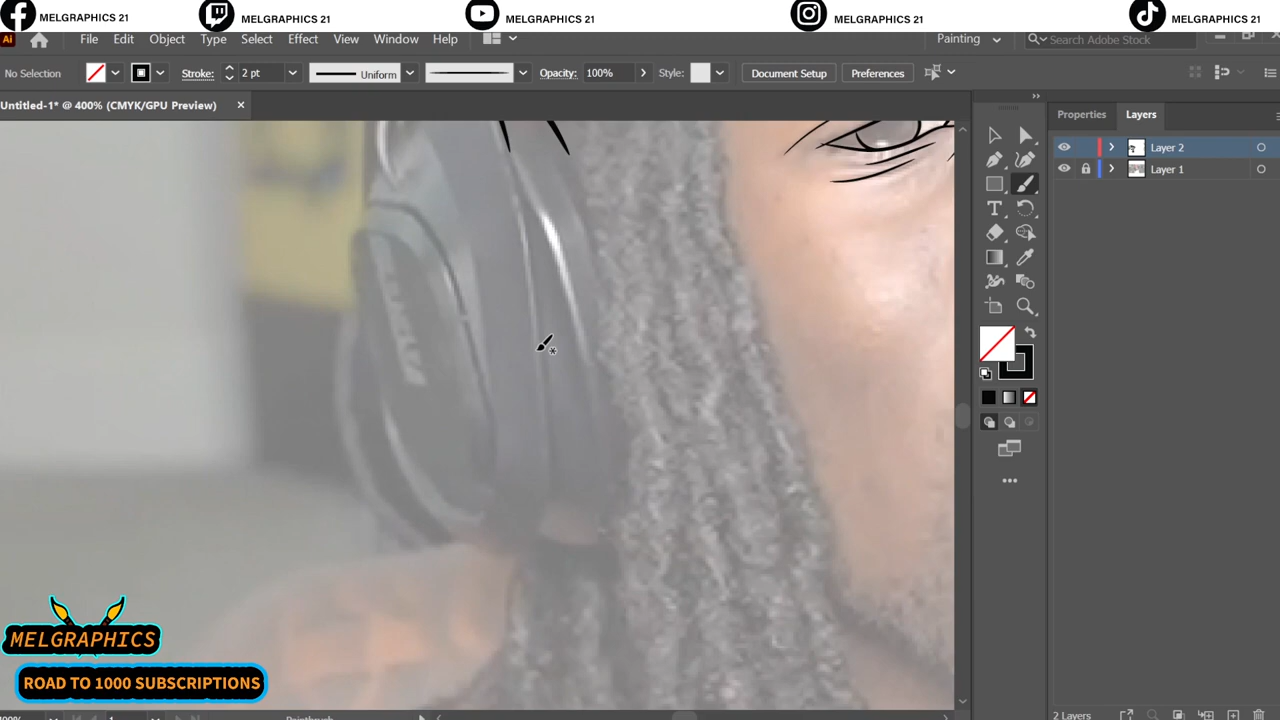 MELGRAPHICS 21
MELGRAPHICS 21
MELGRAPHICS 21
MELGRAPHICS 21
MELGRAPHICS 21
Ai File Edit Object Type Select Effect View Window Help Painting Search Adobe Stock
No Selection Stroke: 2 pt Uniform Opacity: 100% Style: Document Setup Preferences
Untitled-1* @ 400% (CMYK/GPU Preview)
Properties Layers
Layer 2
Layer 1
MELGRAPHICS
ROAD TO 1000 SUBSCRIPTIONS
1 Paintbrush 2 Layers